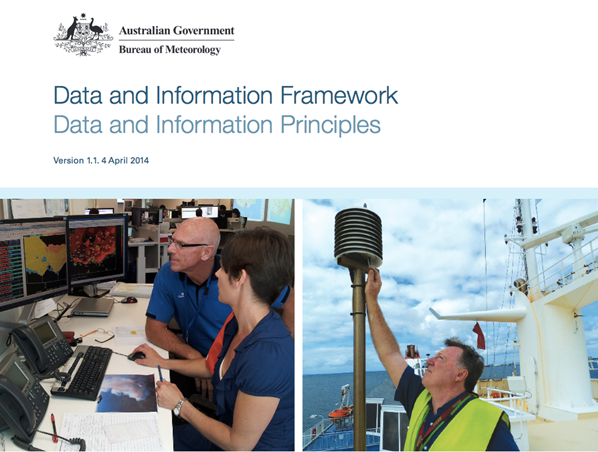 Australian Government
Bureau of Meteorology
Data and Information Framework
Data and Information Principles
Version 1.1. 4 April 2014